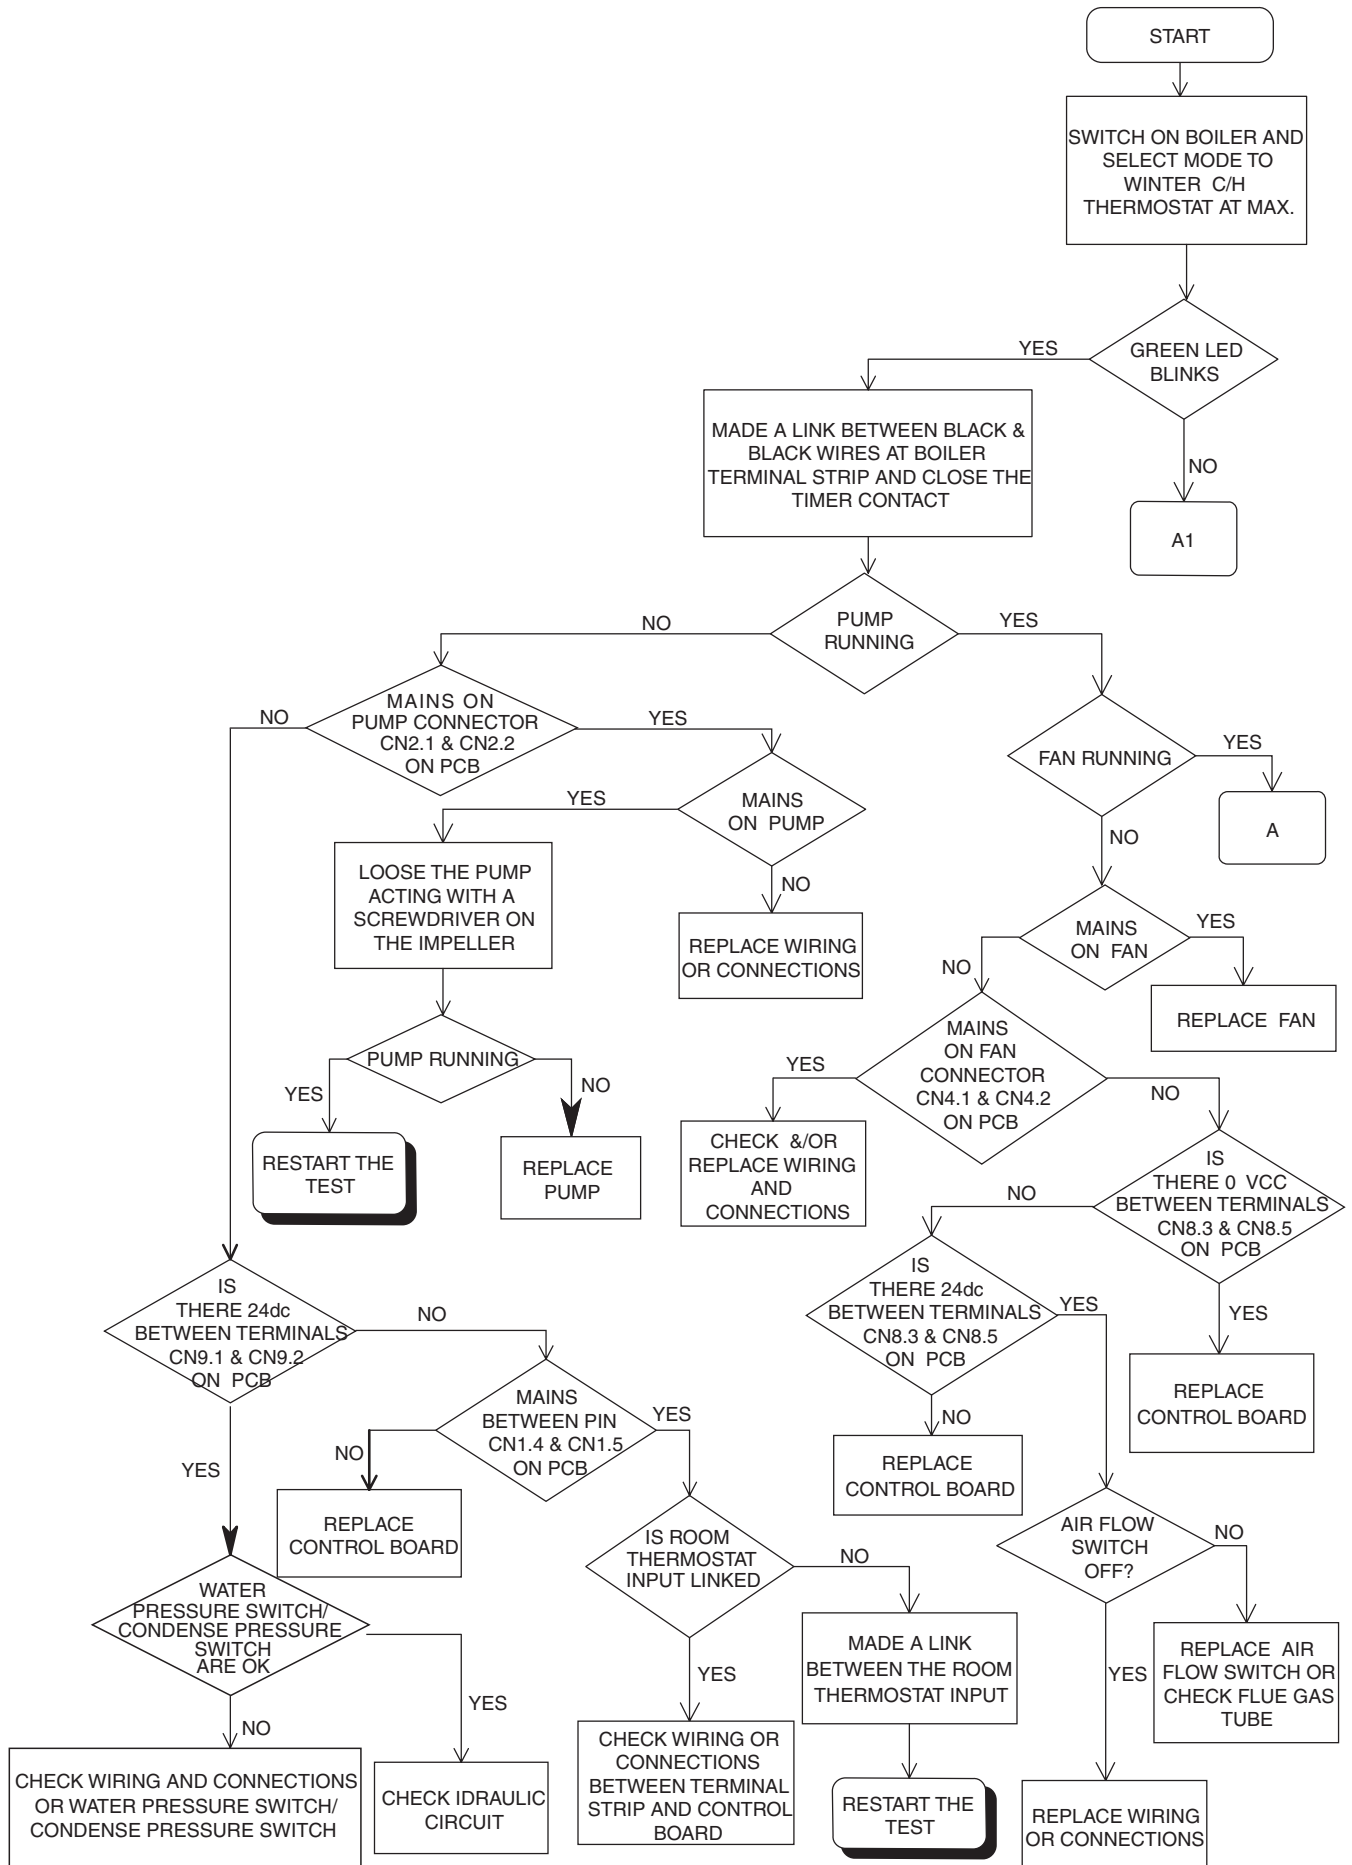 START
SWITCH ON BOILER AND
SELECT MODE TO
WINTER C/H
THERMOSTAT AT MAX.
GREEN LED
BLINKS
YES
NO
A1
MADE A LINK BETWEEN BLACK &
BLACK WIRES AT BOILER
TERMINAL STRIP AND CLOSE THE
TIMER CONTACT
PUMP
RUNNING
NO
YES
MAINS ON
PUMP CONNECTOR
CN2.1 & CN2.2
ON PCB
NO
YES
MAINS
ON PUMP
YES
NO
LOOSE THE PUMP
ACTING WITH A
SCREWDRIVER ON
THE IMPELLER
REPLACE WIRING
OR CONNECTIONS
PUMP RUNNING
YES
NO
RESTART THE
TEST
REPLACE
PUMP
FAN RUNNING
YES
A
NO
MAINS
ON FAN
YES
NO
REPLACE FAN
MAINS
ON FAN
CONNECTOR
CN4.1 & CN4.2
ON PCB
YES
NO
CHECK &/OR
REPLACE WIRING
AND
CONNECTIONS
IS
THERE 0 VCC
BETWEEN TERMINALS
CN8.3 & CN8.5
ON PCB
NO
YES
REPLACE
CONTROL BOARD
IS
THERE 24dc
BETWEEN TERMINALS
CN8.3 & CN8.5
ON PCB
YES
NO
REPLACE
CONTROL BOARD
AIR FLOW
SWITCH
OFF?
NO
YES
REPLACE AIR
FLOW SWITCH OR
CHECK FLUE GAS
TUBE
REPLACE WIRING
OR CONNECTIONS
IS
THERE 24dc
BETWEEN TERMINALS
CN9.1 & CN9.2
ON PCB
NO
YES
MAINS
BETWEEN PIN
CN1.4 & CN1.5
ON PCB
NO
YES
REPLACE
CONTROL BOARD
IS ROOM
THERMOSTAT
INPUT LINKED
NO
YES
MADE A LINK
BETWEEN THE ROOM
THERMOSTAT INPUT
RESTART THE
TEST
CHECK WIRING OR
CONNECTIONS
BETWEEN TERMINAL
STRIP AND CONTROL
BOARD
WATER
PRESSURE SWITCH/
CONDENSE PRESSURE
SWITCH
ARE OK
YES
NO
CHECK IDRAULIC
CIRCUIT
CHECK WIRING AND CONNECTIONS
OR WATER PRESSURE SWITCH/
CONDENSE PRESSURE SWITCH